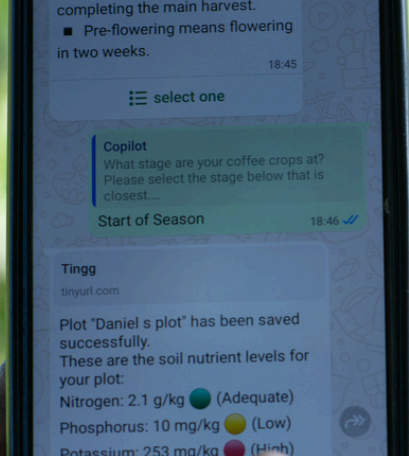 completing the main harvest.
■ Pre-flowering means flowering
in two weeks.
18:45
select one
Copilot
What stage are your coffee crops at?
Please select the stage below that is
closest...
Start of Season
18:46
Tingg
tinyurl.com
Plot "Daniel s plot" has been saved
successfully.
These are the soil nutrient levels for
your plot:
Nitrogen: 2.1 g/kg (Adequate)
Phosphorus: 10 mg/kg (Low)
Potassium: 253 mg/kg (High)